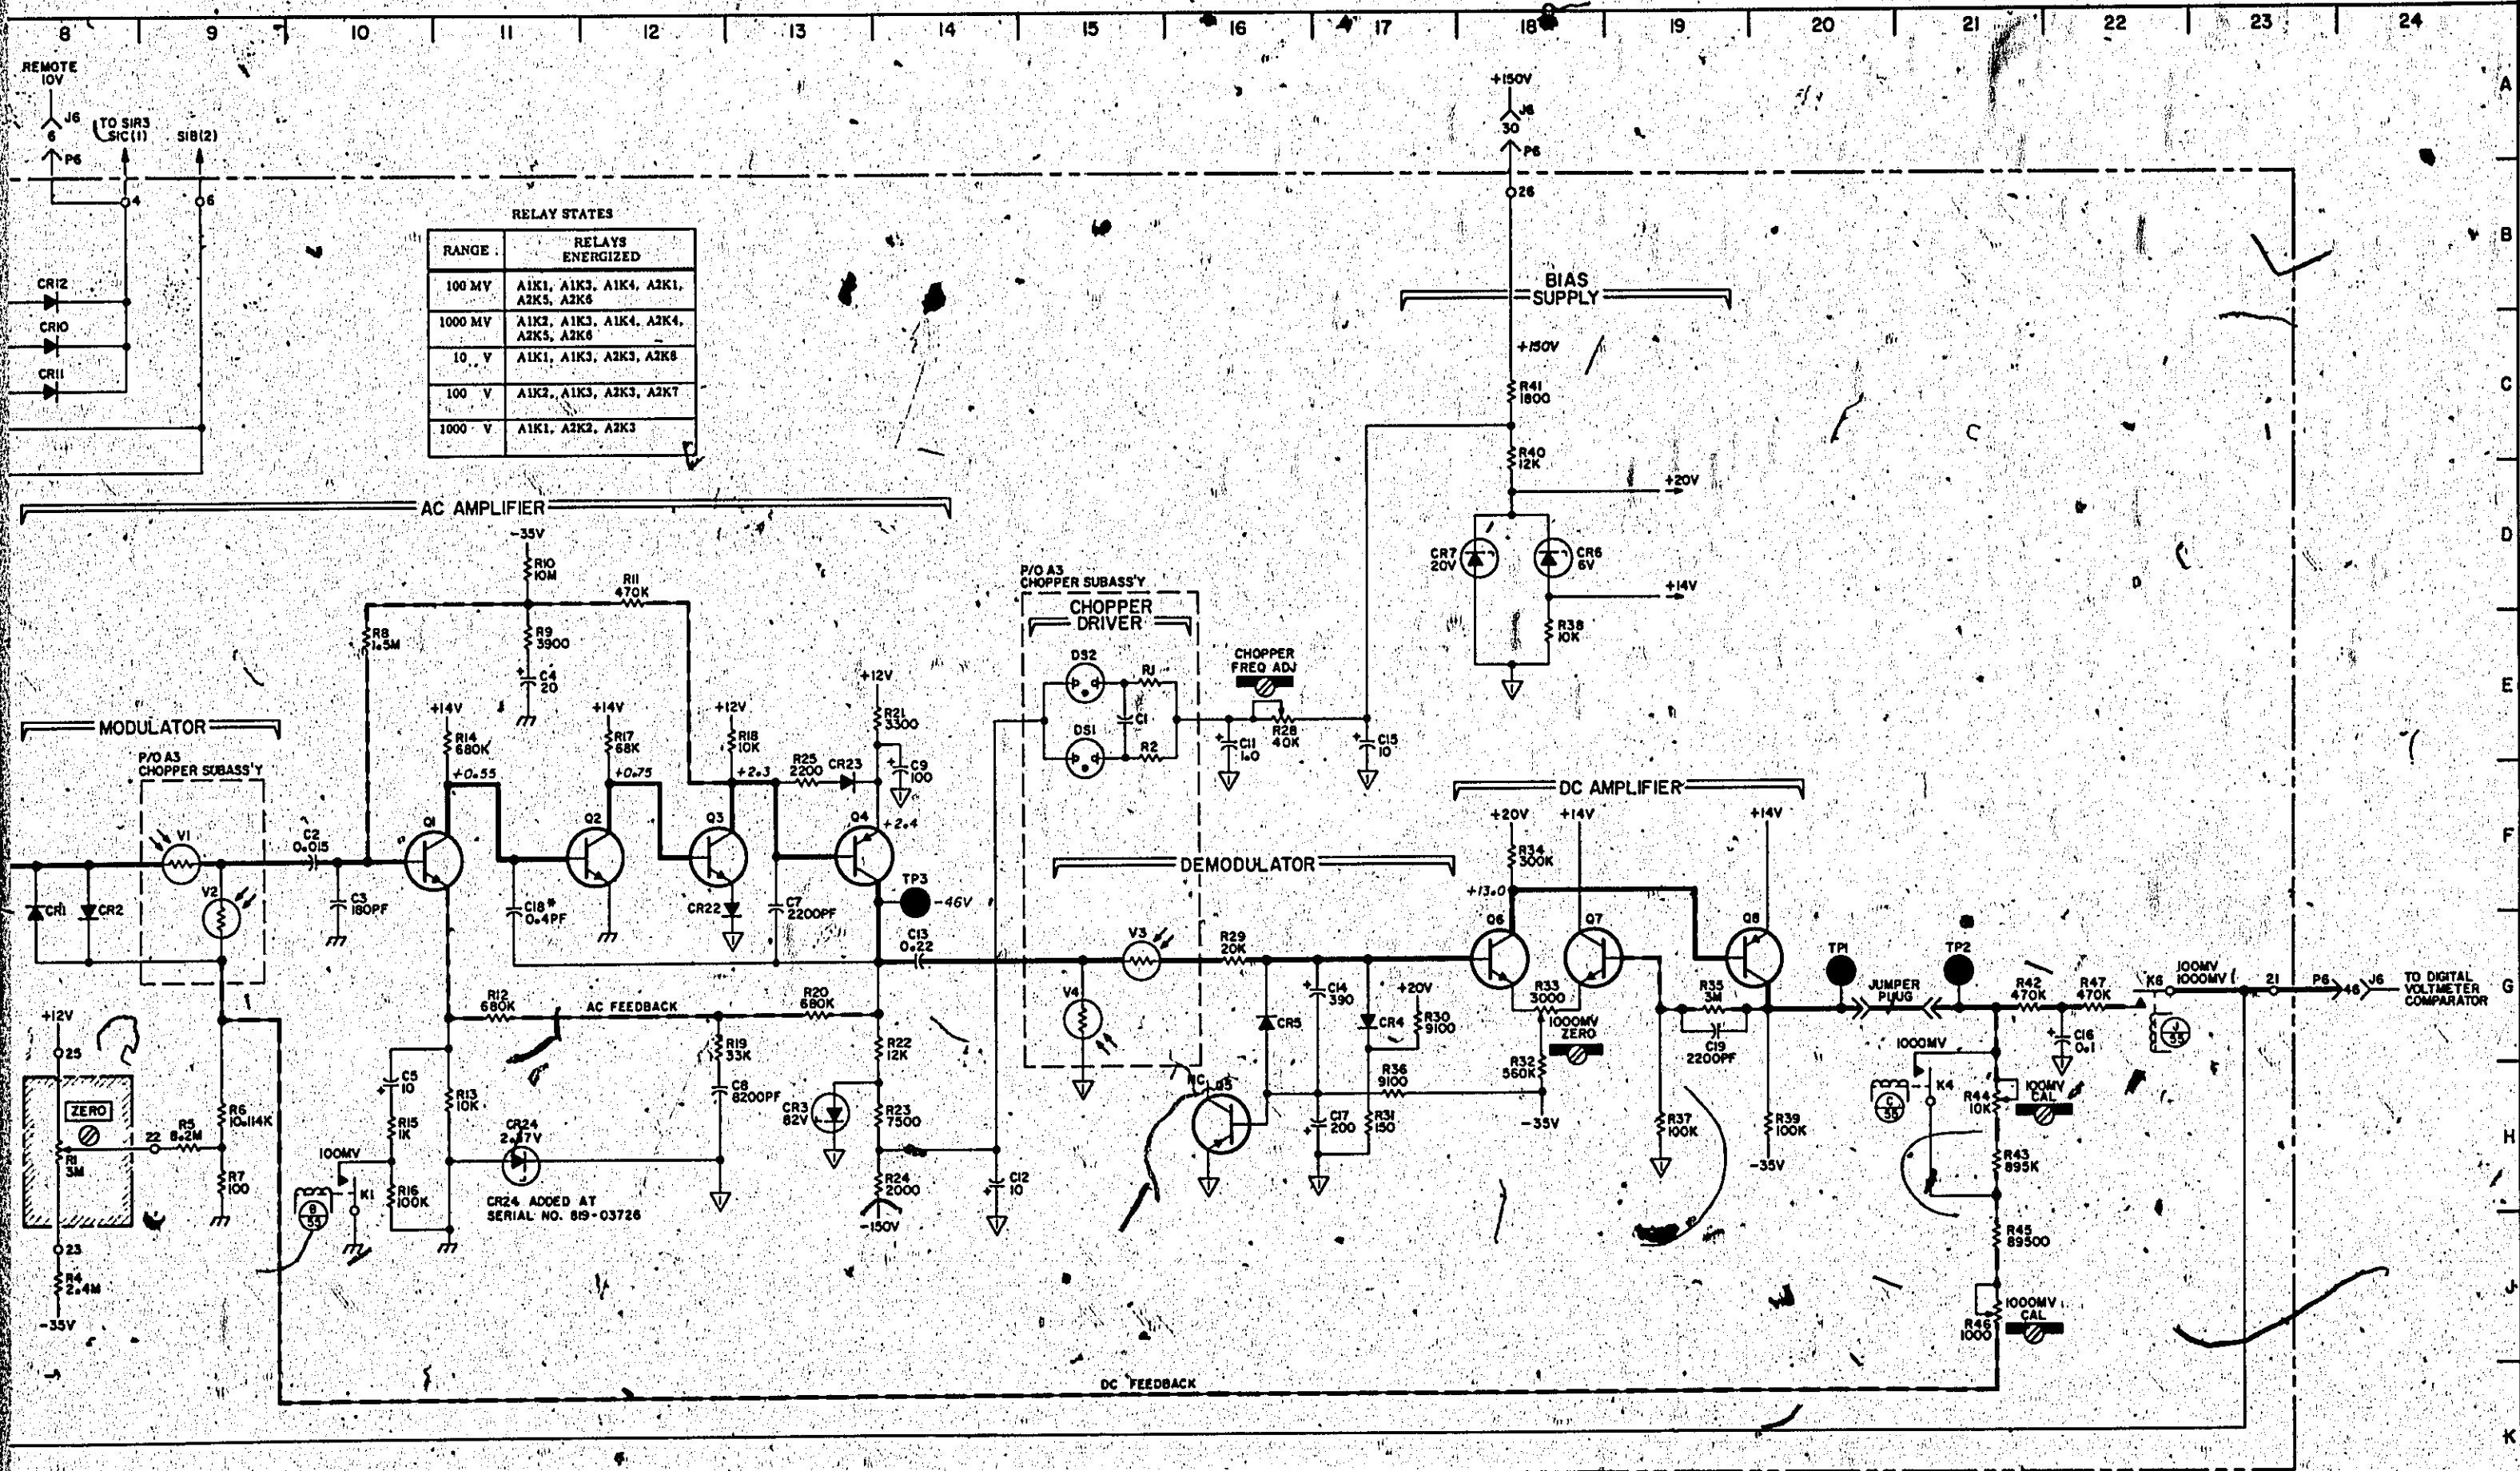 8 9 10 11 12 13 14 15 16 17 18 19 20 21 22 23 24
A
B
C
D
E
F
G
H
J
K
REMOTE
10V
J6
6
P6
TO S1R3
S1C(1)
S1B(2)
4
6
CR12
CR10
CR11
RELAY STATES
RANGE
RELAYS
ENERGIZED
100 MV
A1K1, A1K3, A1K4, A2K1,
A2K5, A2K6
1000 MV
A1K2, A1K3, A1K4, A2K4,
A2K5, A2K6
10 V
A1K1, A1K3, A2K3, A2K8
100 V
A1K2, A1K3, A2K3, A2K7
1000 V
A1K1, A2K2, A2K3
+150V
J6
30
P6
26
BIAS
SUPPLY
+150V
R41
1800
R40
12K
+20V
CR7
20V
CR6
6V
+14V
R38
10K
AC AMPLIFIER
-35V
R10
10M
R11
470K
R8
1.5M
R9
3900
C4
20
+14V
R14
680K
+0.55
+14V
R17
68K
+0.75
+12V
R18
10K
+2.3
R25
2200
CR23
+12V
R21
3300
C9
100
+2.4
MODULATOR
P/O A3
CHOPPER SUBASS'Y
V1
V2
CR1
CR2
C2
0.015
C3
180PF
Q1
C18*
0.4PF
Q2
Q3
CR22
C7
2200PF
Q4
TP3
-46V
C13
0.22
P/O A3
CHOPPER SUBASS'Y
CHOPPER
DRIVER
DS2
R1
C1
DS1
R2
CHOPPER
FREQ ADJ
C11
1.0
R28
40K
C15
10
DEMODULATOR
V3
V4
R29
20K
CR5
C14
390
CR4
+20V
R30
9100
R36
9100
NC
Q5
C17
200
R31
150
DC AMPLIFIER
+20V
+14V
+14V
R34
300K
+13.0
Q6
Q7
Q8
R33
3000
1000MV
ZERO
R32
560K
-35V
R35
3M
C19
2200PF
R37
100K
R39
100K
-35V
TP1
JUMPER
PLUG
TP2
R42
470K
R47
470K
C16
0.1
K6
100MV
1000MV
J
55
21
P6
46
J6
TO DIGITAL
VOLTMETER
COMPARATOR
1000MV
K4
C
55
R44
10K
100MV
CAL
R43
895K
R45
89500
R46
1000
1000MV
CAL
+12V
25
ZERO
R1
3M
22
R5
8.2M
23
R4
2.4M
-35V
R6
10.114K
R7
100
100MV
B
55
K1
C5
10
R15
1K
R16
100K
R12
680K
AC FEEDBACK
R20
680K
R13
10K
R19
33K
C8
8200PF
CR24
CR24 ADDED AT
SERIAL NO. 819-03726
CR3
82V
R22
12K
R23
7500
R24
2000
-150V
C12
10
DC FEEDBACK